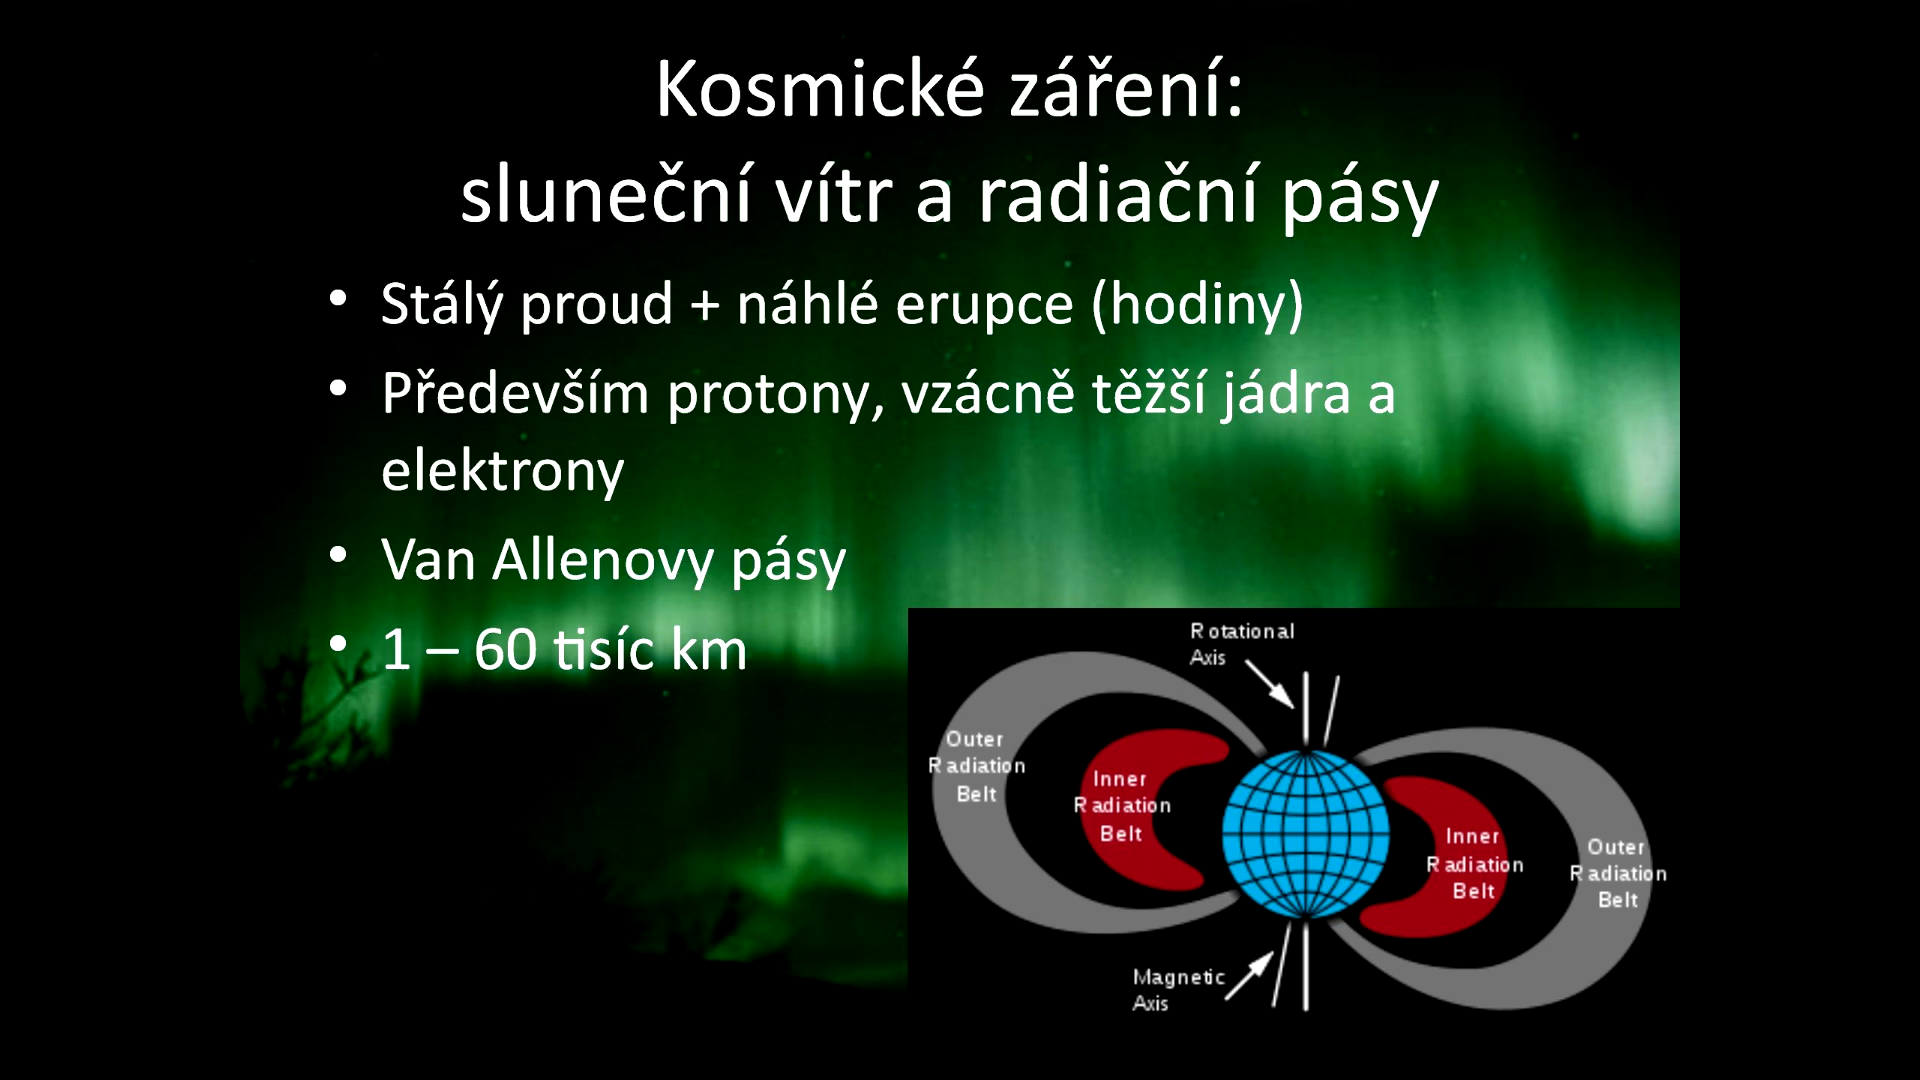 Kosmické záření:
sluneční vítr a radiační pásy
• Stálý proud + náhlé erupce (hodiny)
• Především protony, vzácně těžší jádra a
elektrony
• Van Allenovy pásy
• 1 – 60 tisíc km
Rotational
Axis
Outer
Radiation
Belt
Inner
Radiation
Belt
Inner
Radiation
Belt
Outer
Radiation
Belt
Magnetic
Axis